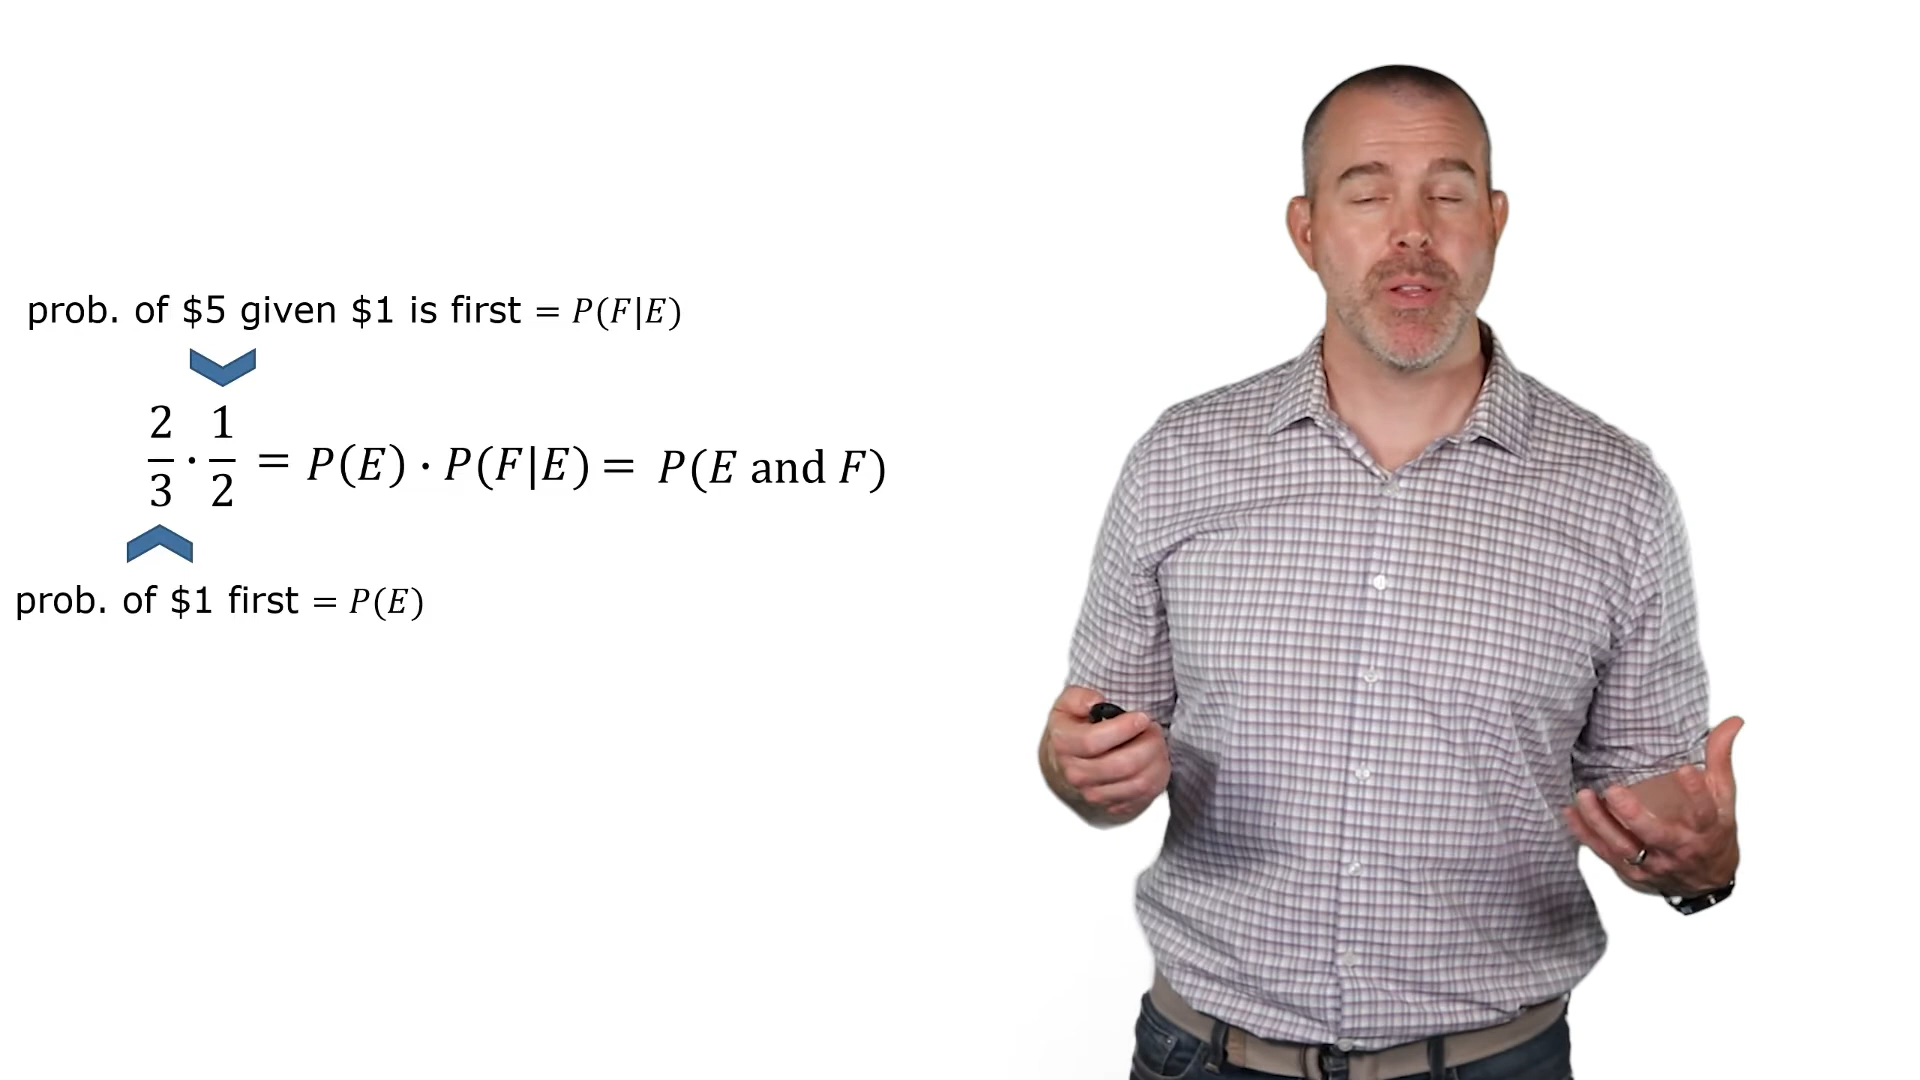 prob. of $5 given $1 is first = P(F|E)
2/3 · 1/2 = P(E) · P(F|E) = P(E and F)
prob. of $1 first = P(E)